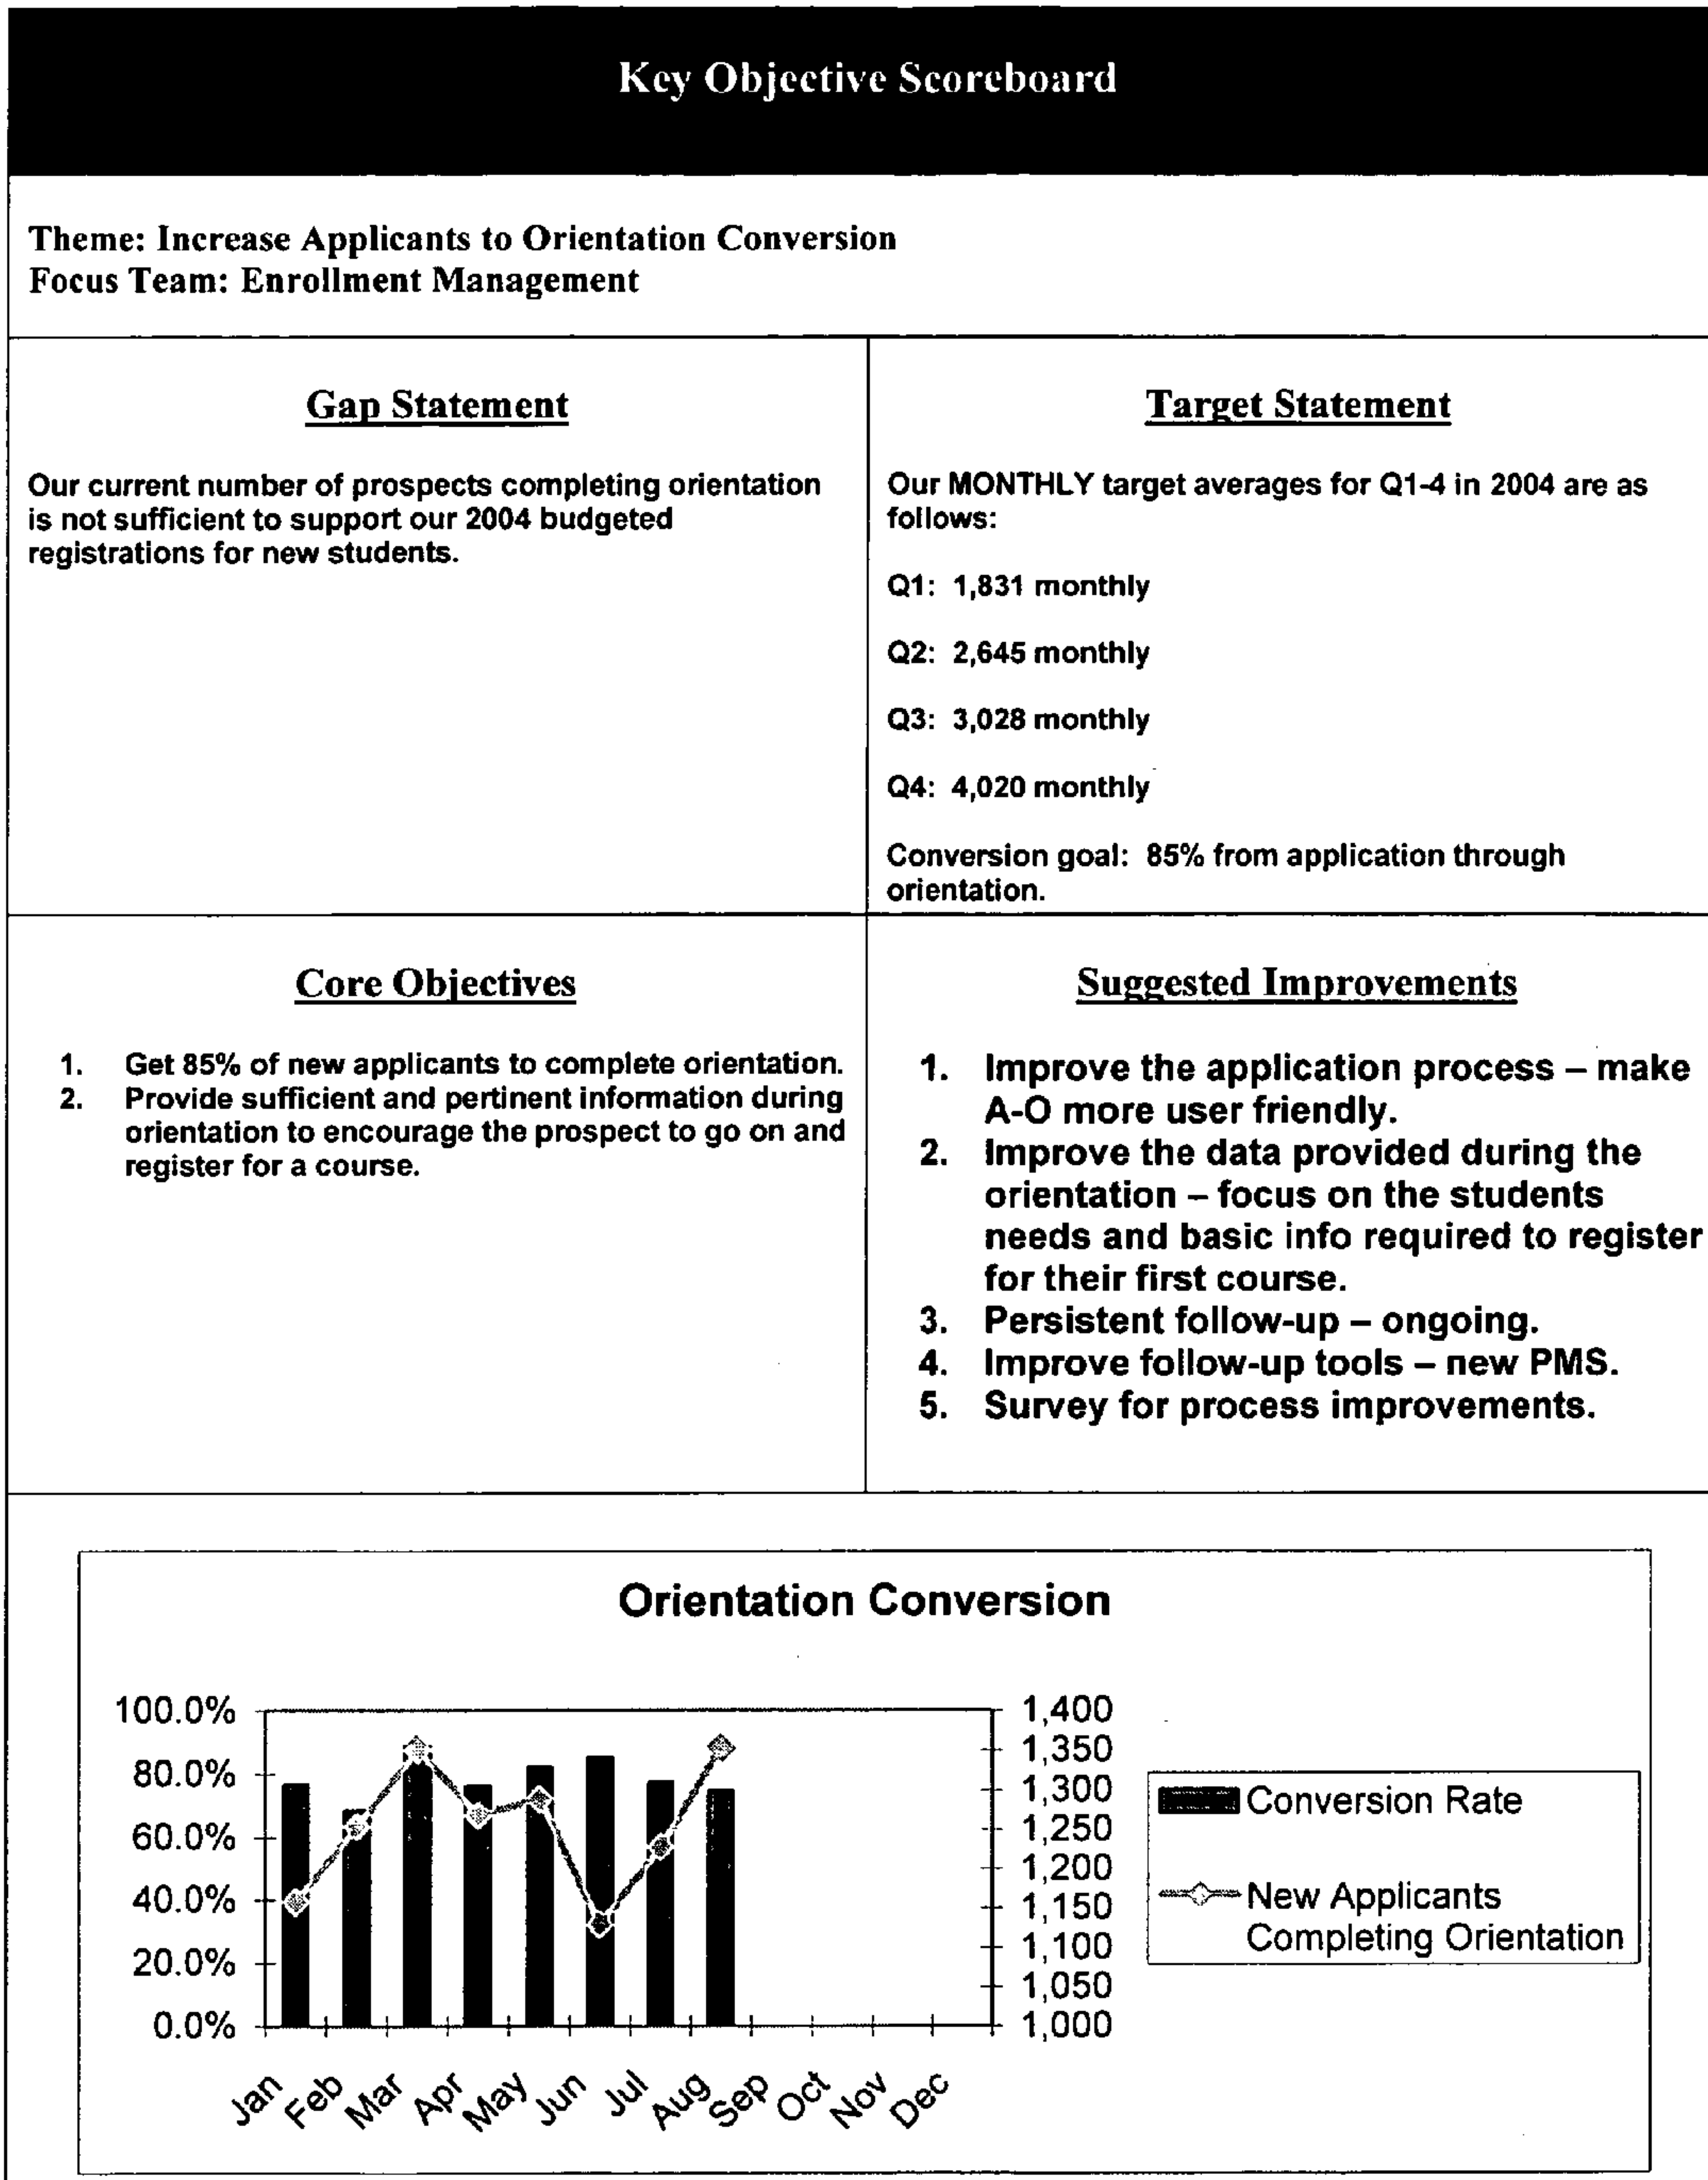 Key Objective Scoreboard
Theme: Increase Applicants to Orientation Conversion
Focus Team: Enrollment Management
Gap Statement
Our current number of prospects completing orientation
is not sufficient to support our 2004 budgeted
registrations for new students.
Target Statement
Our MONTHLY target averages for Q1-4 in 2004 are as
follows:
Q1: 1,831 monthly
Q2: 2,645 monthly
Q3: 3,028 monthly
Q4: 4,020 monthly
Conversion goal: 85% from application through
orientation.
Core Objectives
1. Get 85% of new applicants to complete orientation.
2. Provide sufficient and pertinent information during
orientation to encourage the prospect to go on and
register for a course.
Suggested Improvements
1. Improve the application process – make
A-O more user friendly.
2. Improve the data provided during the
orientation – focus on the students
needs and basic info required to register
for their first course.
3. Persistent follow-up – ongoing.
4. Improve follow-up tools – new PMS.
5. Survey for process improvements.
Orientation Conversion
100.0%
80.0%
60.0%
40.0%
20.0%
0.0%
1,400
1,350
1,300
1,250
1,200
1,150
1,100
1,050
1,000
Jan
Feb
Mar
Apr
May
Jun
Jul
Aug
Sep
Oct
Nov
Dec
Conversion Rate
New Applicants
Completing Orientation